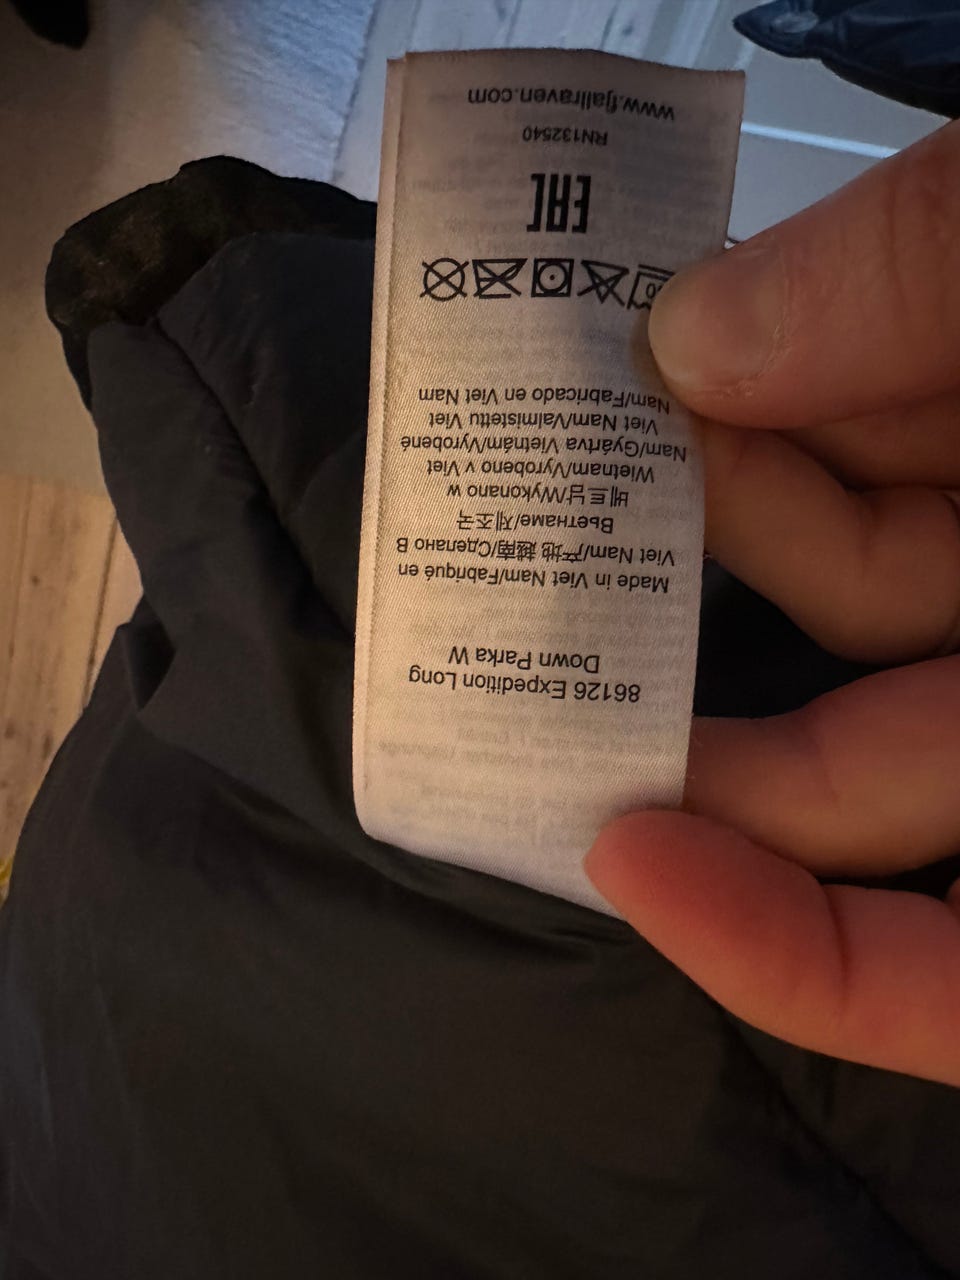 86126 Expedition Long
Down Parka W
Made in Viet Nam/Fabriqué en
Viet Nam/产地 越南/Сделано В
Вьетнаме/제조국
베트남/Wykonano w
Wietnam/Vyrobeno v Viet
Nam/Gyártva Vietnám/Vyrobené
Viet Nam/Valmistettu Viet
Nam/Fabricado en Viet Nam
EAC
RN132540
www.fjallraven.com